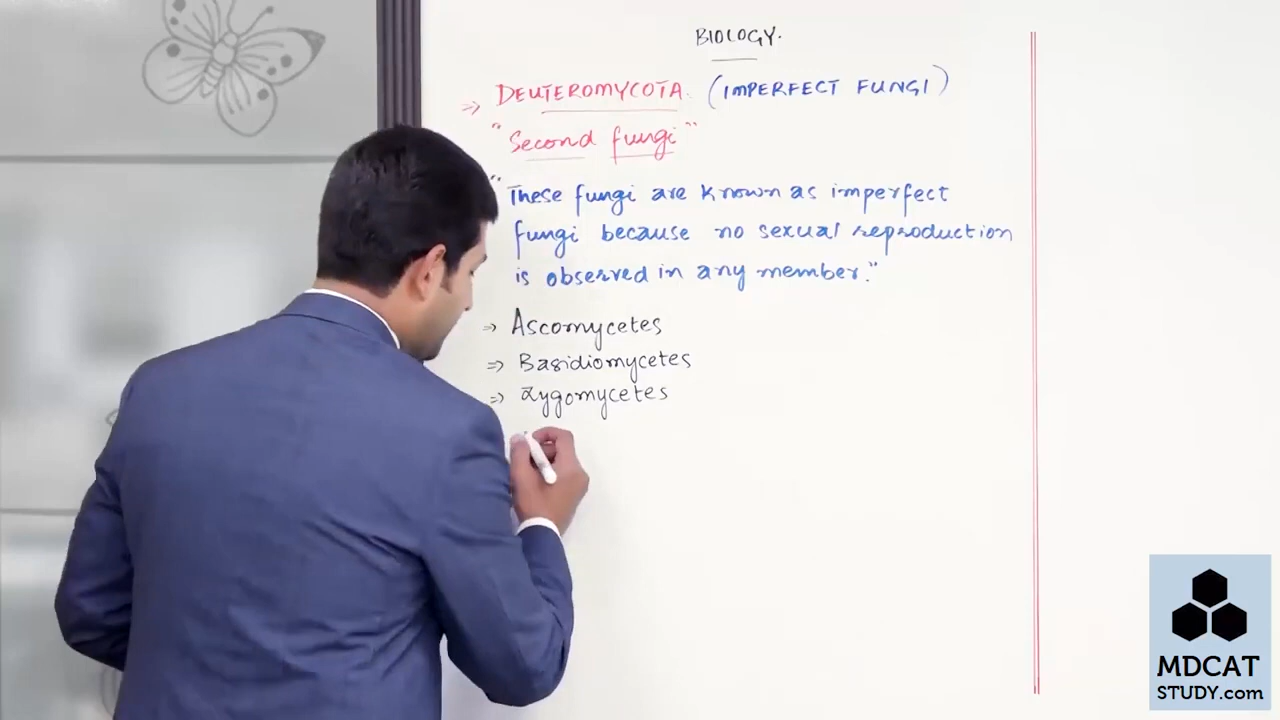 BIOLOGY.
⇒ DEUTEROMYCOTA. (IMPERFECT FUNGI)
"Second fungi"
"These fungi are known as imperfect
fungi because no sexual reproduction
is observed in any member."
⇒ Ascomycetes
⇒ Basidiomycetes
⇒ Zygomycetes
MDCAT
STUDY.com